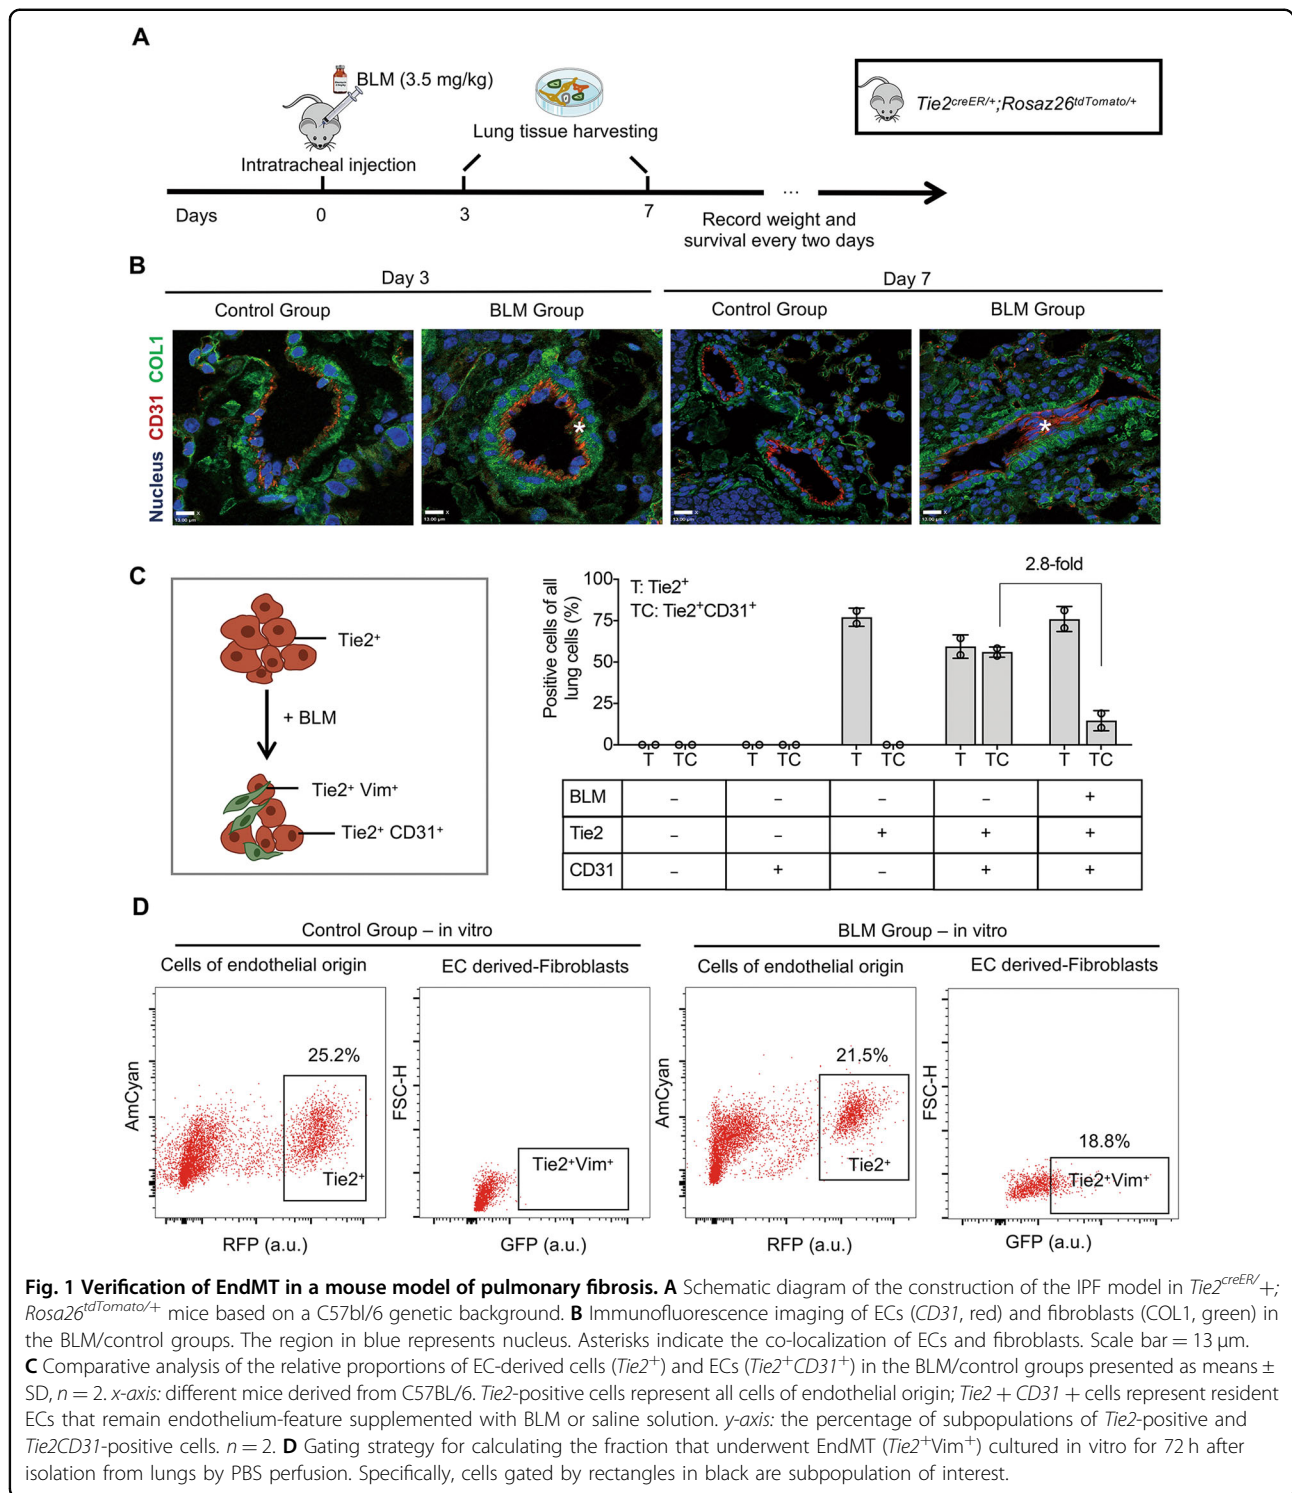 A
BLM (3.5 mg/kg)
Tie2creER/+;Rosaz26tdTomato/+
Lung tissue harvesting
Intratracheal injection
Days 0 3 7 ...
Record weight and
survival every two days
B
Day 3 Day 7
Control Group BLM Group Control Group BLM Group
Nucleus CD31 COL1
* *
13.00 µm 13.00 µm 13.00 µm 13.00 µm
C
Tie2+
+ BLM
Tie2+ Vim+
Tie2+ CD31+
2.8-fold
T: Tie2+
TC: Tie2+CD31+
Positive cells of all
lung cells (%)
100
75
50
25
0
T TC T TC T TC T TC T TC
BLM – – – – +
Tie2 – – + + +
CD31 – + – + +
D
Control Group – in vitro BLM Group – in vitro
Cells of endothelial origin EC derived-Fibroblasts Cells of endothelial origin EC derived-Fibroblasts
AmCyan 25.2% Tie2+ RFP (a.u.)
FSC-H Tie2+Vim+ GFP (a.u.)
AmCyan 21.5% Tie2+ RFP (a.u.)
FSC-H 18.8% Tie2+Vim+ GFP (a.u.)
Fig. 1 Verification of EndMT in a mouse model of pulmonary fibrosis. A Schematic diagram of the construction of the IPF model in Tie2creER/+;
Rosa26tdTomato/+ mice based on a C57bl/6 genetic background. B Immunofluorescence imaging of ECs (CD31, red) and fibroblasts (COL1, green) in
the BLM/control groups. The region in blue represents nucleus. Asterisks indicate the co-localization of ECs and fibroblasts. Scale bar = 13 µm.
C Comparative analysis of the relative proportions of EC-derived cells (Tie2+) and ECs (Tie2+CD31+) in the BLM/control groups presented as means ±
SD, n = 2. x-axis: different mice derived from C57BL/6. Tie2-positive cells represent all cells of endothelial origin; Tie2 + CD31 + cells represent resident
ECs that remain endothelium-feature supplemented with BLM or saline solution. y-axis: the percentage of subpopulations of Tie2-positive and
Tie2CD31-positive cells. n = 2. D Gating strategy for calculating the fraction that underwent EndMT (Tie2+Vim+) cultured in vitro for 72 h after
isolation from lungs by PBS perfusion. Specifically, cells gated by rectangles in black are subpopulation of interest.